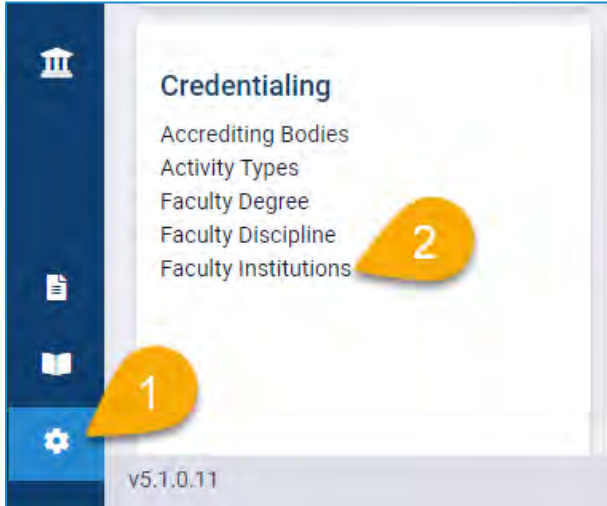 Credentialing
Accrediting Bodies
Activity Types
Faculty Degree
Faculty Discipline
2
Faculty Institutions
1
v5.1.0.11